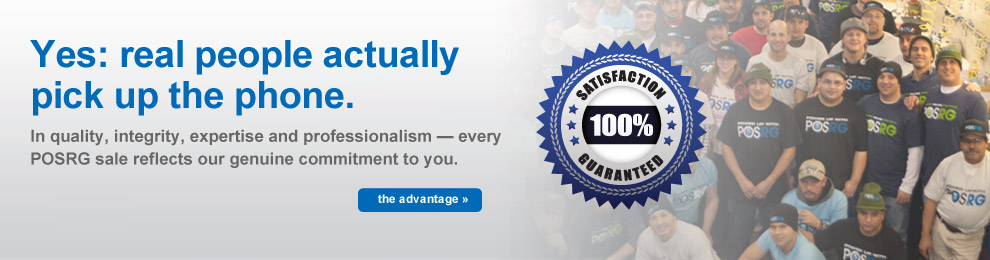 Yes: real people actually
pick up the phone.
In quality, integrity, expertise and professionalism — every
POSRG sale reflects our genuine commitment to you.
the advantage »
SATISFACTION
100%
GUARANTEED
POSRG
POSRG
POSRG
POSRG